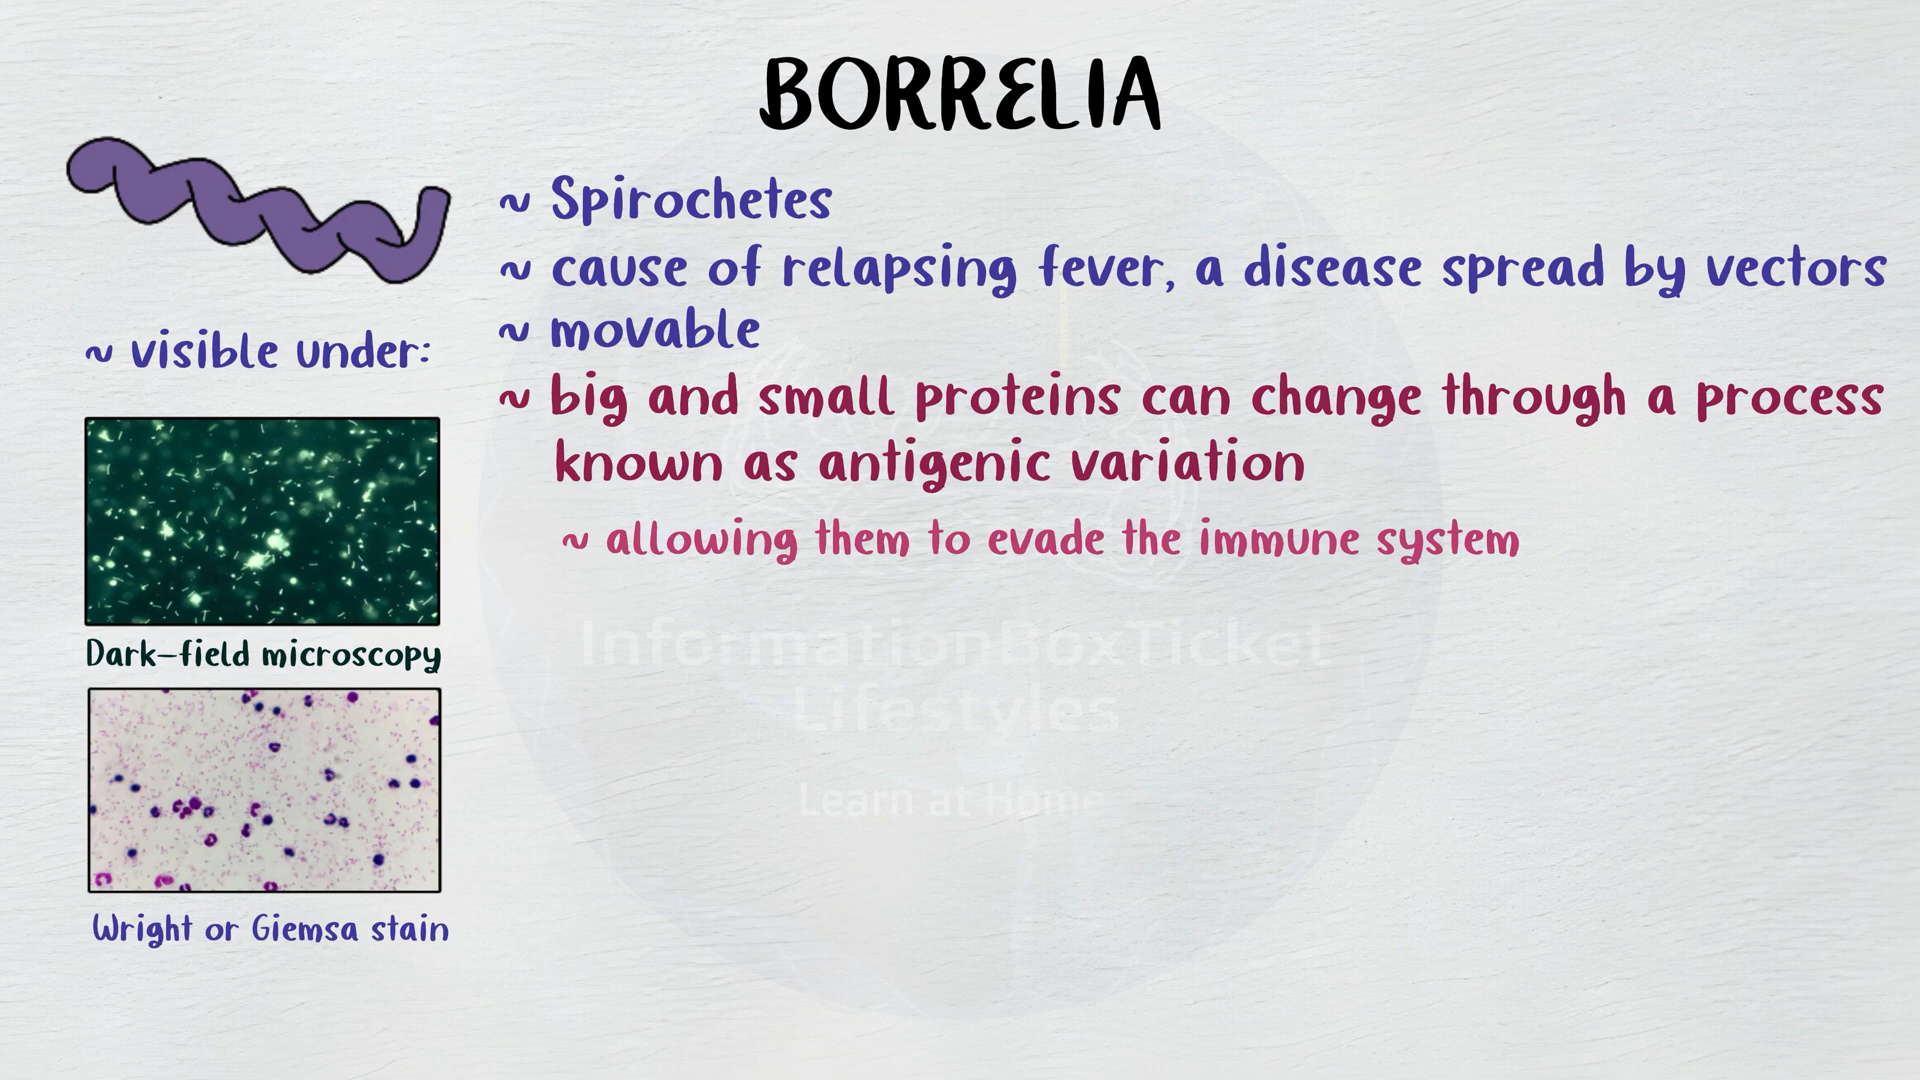 BORRELIA
~ Spirochetes
~ cause of relapsing fever, a disease spread by vectors
~ movable
~ big and small proteins can change through a process
known as antigenic variation
~ allowing them to evade the immune system
~ visible under:
Dark-field microscopy
Wright or Giemsa stain
InformationBoxTicket
Lifestyles
Learn at Home